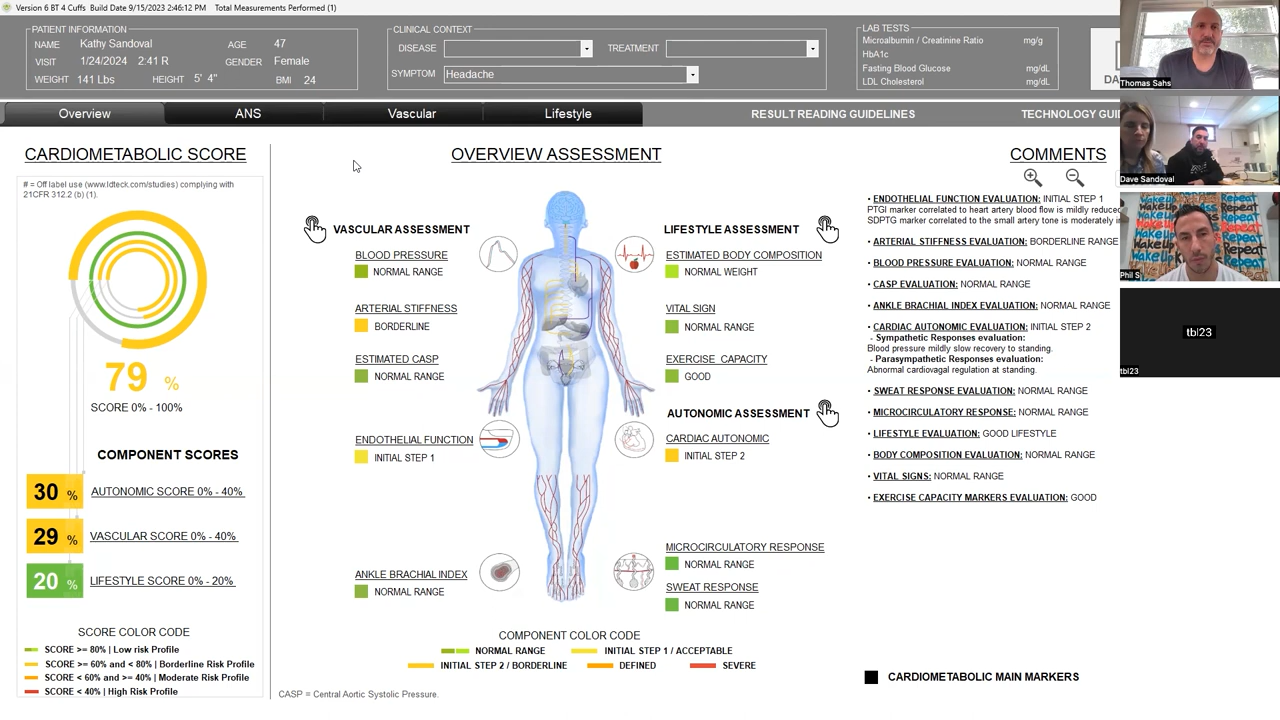 Version 6 BT 4 Cuffs Build Date 9/15/2023 2:46:12 PM Total Measurements Performed (1)
PATIENT INFORMATION
NAME Kathy Sandoval AGE 47
VISIT 1/24/2024 2.41 R GENDER Female
WEIGHT 141 Lbs HEIGHT 5' 4'' BMI 24
CLINICAL CONTEXT
DISEASE TREATMENT
SYMPTOM Headache
LAB TESTS
Microalbumin / Creatinine Ratio mg/g
HbA1c
Fasting Blood Glucose mg/dL
LDL Cholesterol mg/dL
DA
Overview ANS Vascular Lifestyle RESULT READING GUIDELINES TECHNOLOGY GUI
CARDIOMETABOLIC SCORE
# = Off label use (www.ldteck.com/studies) complying with
21CFR 312.2 (b) (1).
79 %
SCORE 0% - 100%
COMPONENT SCORES
30 % AUTONOMIC SCORE 0% - 40%
29 % VASCULAR SCORE 0% - 40%
20 % LIFESTYLE SCORE 0% - 20%
SCORE COLOR CODE
SCORE >= 80% | Low risk Profile
SCORE >= 60% and < 80% | Borderline Risk Profile
SCORE < 60% and >= 40% | Moderate Risk Profile
SCORE < 40% | High Risk Profile
OVERVIEW ASSESSMENT
VASCULAR ASSESSMENT
BLOOD PRESSURE
NORMAL RANGE
ARTERIAL STIFFNESS
BORDERLINE
ESTIMATED CASP
NORMAL RANGE
ENDOTHELIAL FUNCTION
INITIAL STEP 1
ANKLE BRACHIAL INDEX
NORMAL RANGE
LIFESTYLE ASSESSMENT
ESTIMATED BODY COMPOSITION
NORMAL WEIGHT
VITAL SIGN
NORMAL RANGE
EXERCISE CAPACITY
GOOD
AUTONOMIC ASSESSMENT
CARDIAC AUTONOMIC
INITIAL STEP 2
MICROCIRCULATORY RESPONSE
NORMAL RANGE
SWEAT RESPONSE
NORMAL RANGE
COMPONENT COLOR CODE
NORMAL RANGE INITIAL STEP 1 / ACCEPTABLE
INITIAL STEP 2 / BORDERLINE DEFINED SEVERE
CASP = Central Aortic Systolic Pressure.
COMMENTS
• ENDOTHELIAL FUNCTION EVALUATION: INITIAL STEP 1
PTGI marker correlated to heart artery blood flow is mildly reduced
SDPTG marker correlated to the small artery tone is moderately i
• ARTERIAL STIFFNESS EVALUATION: BORDERLINE RANGE
• BLOOD PRESSURE EVALUATION: NORMAL RANGE
• CASP EVALUATION: NORMAL RANGE
• ANKLE BRACHIAL INDEX EVALUATION: NORMAL RANGE
• CARDIAC AUTONOMIC EVALUATION: INITIAL STEP 2
- Sympathetic Responses evaluation:
Blood pressure mildly slow recovery to standing.
- Parasympathetic Responses evaluation:
Abnormal cardiovagal regulation at standing.
• SWEAT RESPONSE EVALUATION: NORMAL RANGE
• MICROCIRCULATORY RESPONSE: NORMAL RANGE
• LIFESTYLE EVALUATION: GOOD LIFESTYLE
• BODY COMPOSITION EVALUATION: NORMAL RANGE
• VITAL SIGNS: NORMAL RANGE
• EXERCISE CAPACITY MARKERS EVALUATION: GOOD
CARDIOMETABOLIC MAIN MARKERS
Thomas Sahs
Dave Sandoval
WakeUp
Repeat
Phil S
tbl23
tbl23